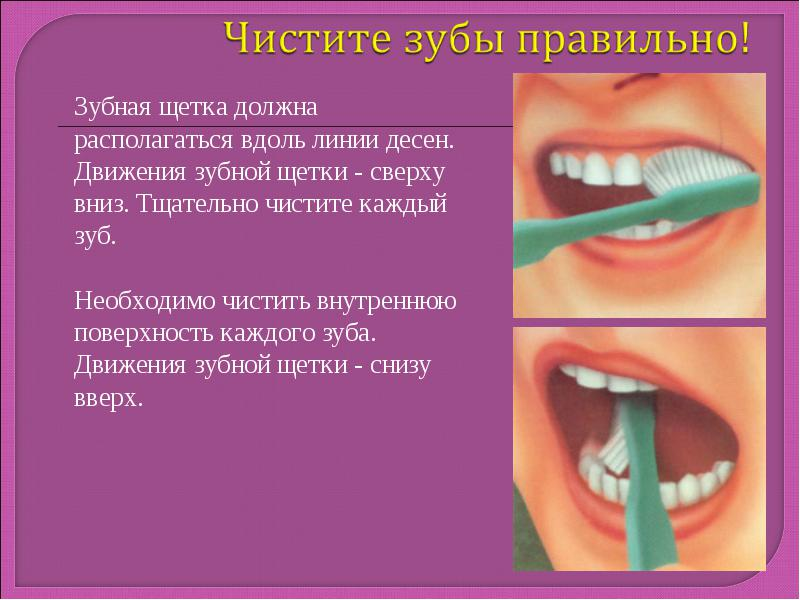 Чистите зубы правильно!
Зубная щетка должна
располагаться вдоль линии десен.
Движения зубной щетки - сверху
вниз. Тщательно чистите каждый
зуб.
Необходимо чистить внутреннюю
поверхность каждого зуба.
Движения зубной щетки - снизу
вверх.